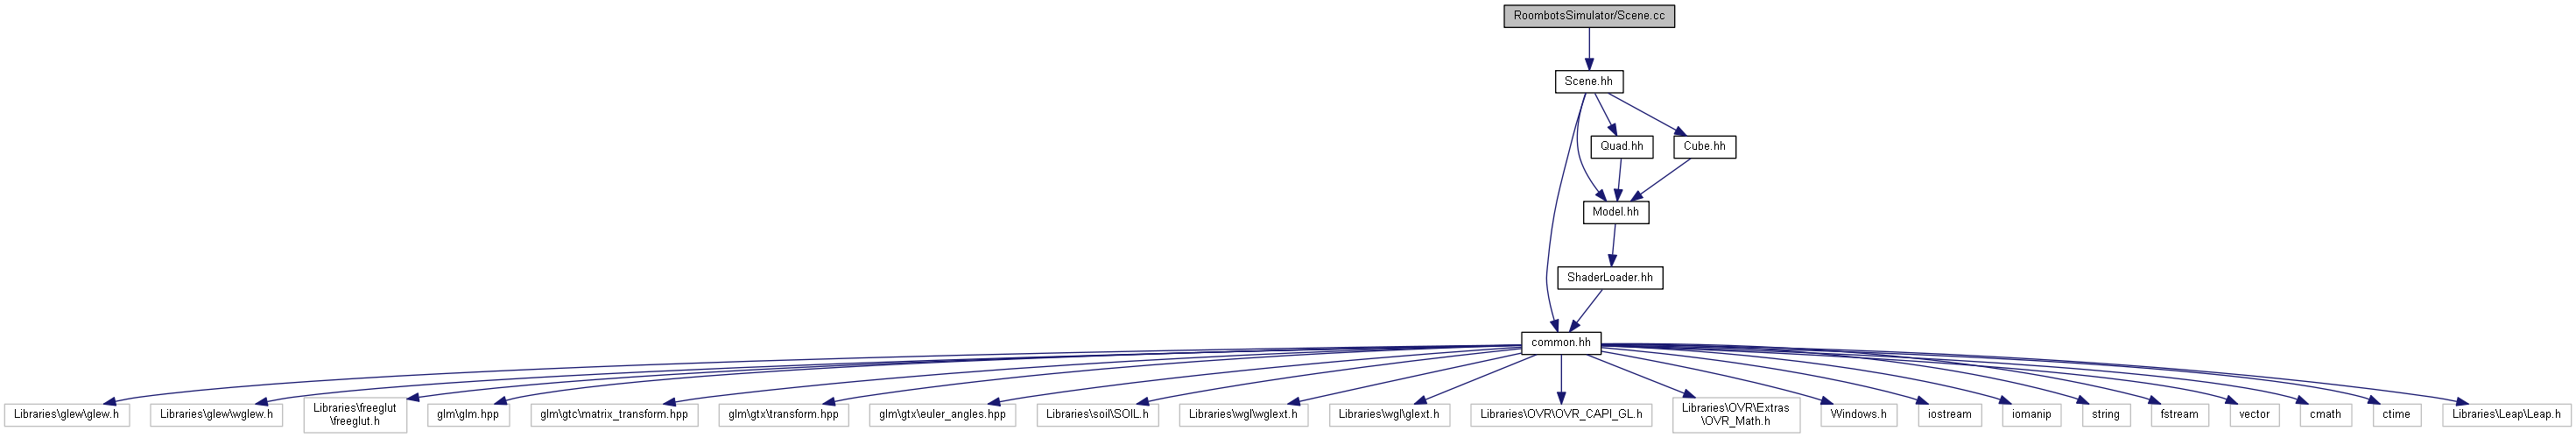 RoombotsSimulator/Scene.cc
Scene.hh
Quad.hh
Cube.hh
Model.hh
ShaderLoader.hh
common.hh
Libraries\glew\glew.h
Libraries\glew\wglew.h
Libraries\freeglut
\freeglut.h
glm\glm.hpp
glm\gtc\matrix_transform.hpp
glm\gtx\transform.hpp
glm\gtx\euler_angles.hpp
Libraries\soil\SOIL.h
Libraries\wgl\wglext.h
Libraries\wgl\glext.h
Libraries\OVR\OVR_CAPI_GL.h
Libraries\OVR\Extras
\OVR_Math.h
Windows.h
iostream
iomanip
string
fstream
vector
cmath
ctime
Libraries\Leap\Leap.h